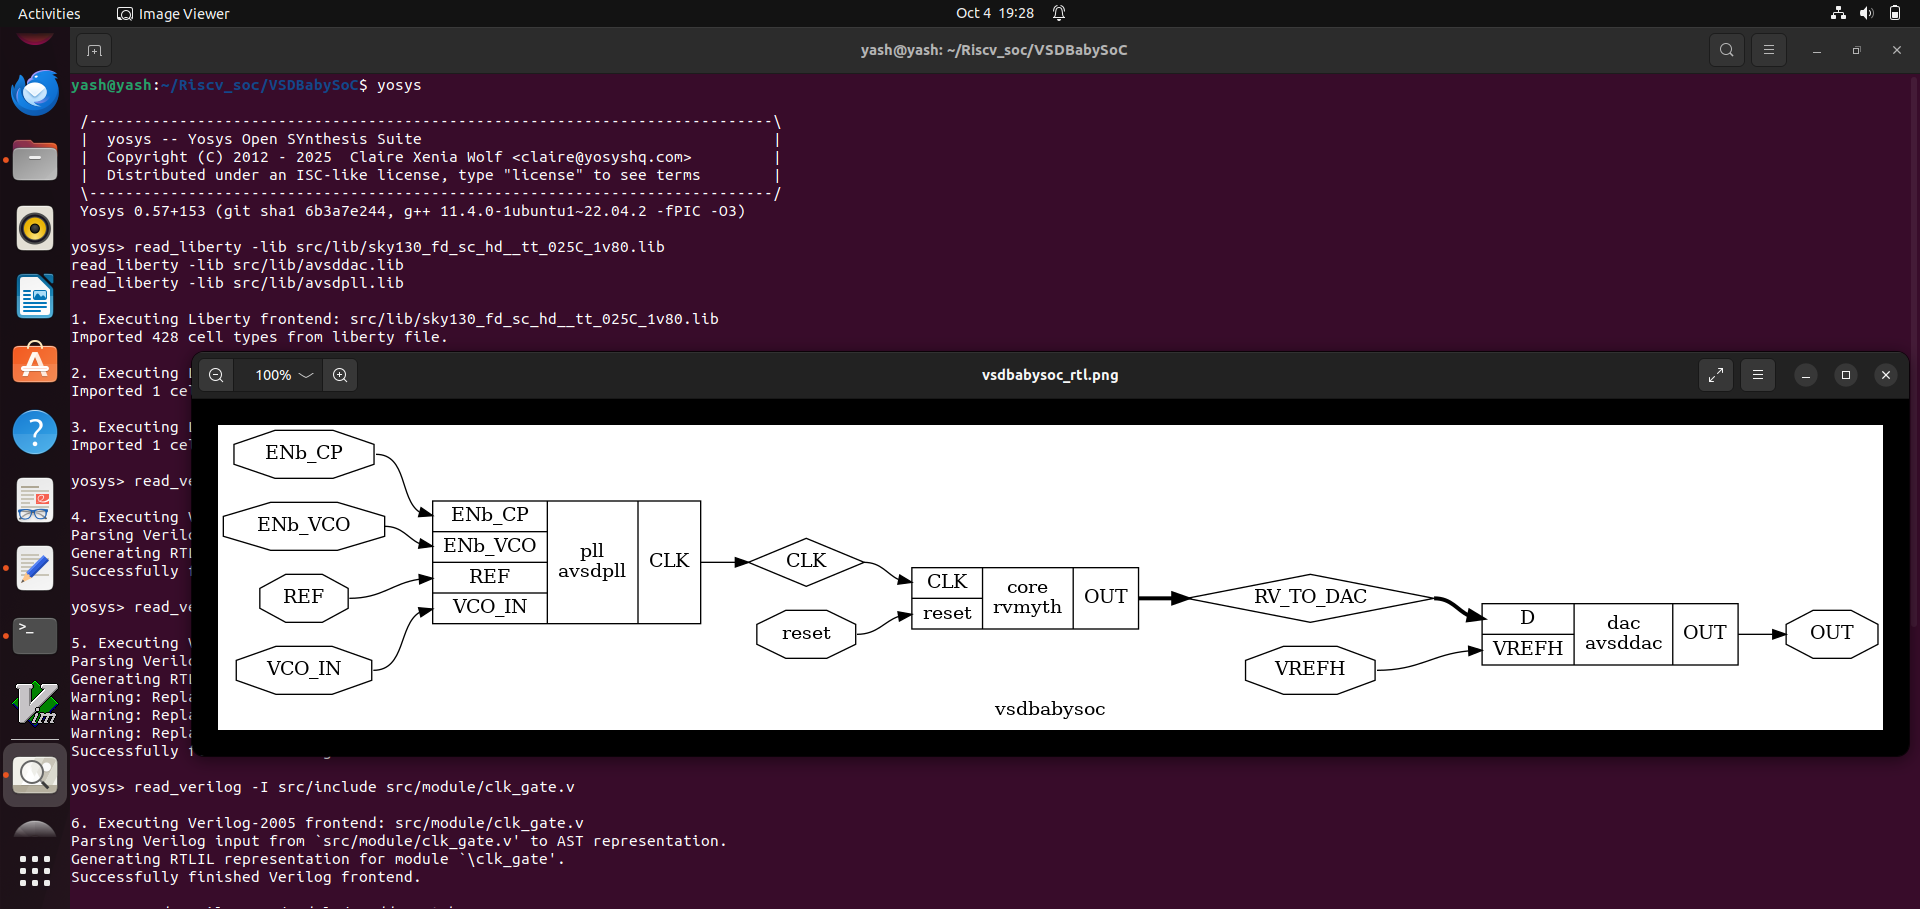 Activities
Image Viewer
Oct 4 19:28
yash@yash: ~/Riscv_soc/VSDBabySoC
yash@yash:~/Riscv_soc/VSDBabySoC$ yosys
/----------------------------------------------------------------------------\
| yosys -- Yosys Open SYnthesis Suite |
| Copyright (C) 2012 - 2025 Claire Xenia Wolf <claire@yosyshq.com> |
| Distributed under an ISC-like license, type "license" to see terms |
\----------------------------------------------------------------------------/
Yosys 0.57+153 (git sha1 6b3a7e244, g++ 11.4.0-1ubuntu1~22.04.2 -fPIC -O3)
yosys> read_liberty -lib src/lib/sky130_fd_sc_hd__tt_025C_1v80.lib
read_liberty -lib src/lib/avsddac.lib
read_liberty -lib src/lib/avsdpll.lib
1. Executing Liberty frontend: src/lib/sky130_fd_sc_hd__tt_025C_1v80.lib
Imported 428 cell types from liberty file.
2. Executing
Imported 1 ce
3. Executing
Imported 1 ce
yosys> read_ve
4. Executing
Parsing Verilo
Generating RTL
Successfully
yosys> read_ve
5. Executing
Parsing Verilo
Generating RTL
Warning: Repla
Warning: Repla
Warning: Repla
Successfully
100%
vsdbabysoc_rtl.png
ENb_CP
ENb_VCO
REF
VCO_IN
ENb_CP
ENb_VCO
REF
VCO_IN
pll
avsdpll
CLK
CLK
reset
CLK
reset
core
rvmyth
OUT
RV_TO_DAC
VREFH
D
VREFH
dac
avsddac
OUT
OUT
vsdbabysoc
yosys> read_verilog -I src/include src/module/clk_gate.v
6. Executing Verilog-2005 frontend: src/module/clk_gate.v
Parsing Verilog input from `src/module/clk_gate.v' to AST representation.
Generating RTLIL representation for module `\clk_gate'.
Successfully finished Verilog frontend.